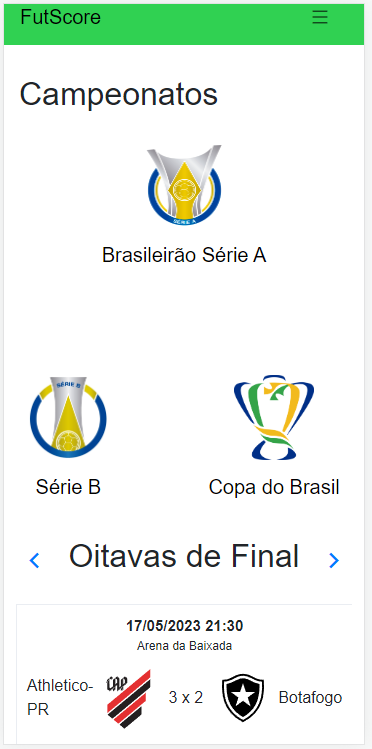 FutScore
Campeonatos
SÉRIE A
Brasileirão Série A
SÉRIE B
Série B
Copa do Brasil
Oitavas de Final
17/05/2023 21:30
Arena da Baixada
Athletico-
PR
CAP
3 x 2
Botafogo